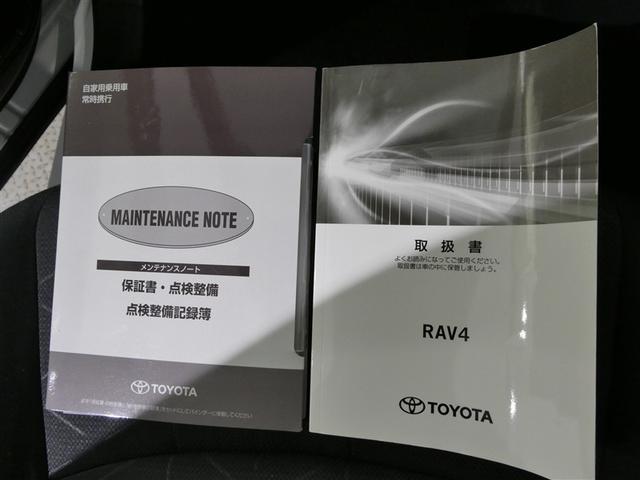 自家用乗用車
常時携行
MAINTENANCE NOTE
メンテナンスノート
保証書・点検整備
点検整備記録簿
TOYOTA
取扱書
よくお読みになってご使用ください。
取扱書は車の中に保管しましょう。
RAV4
TOYOTA